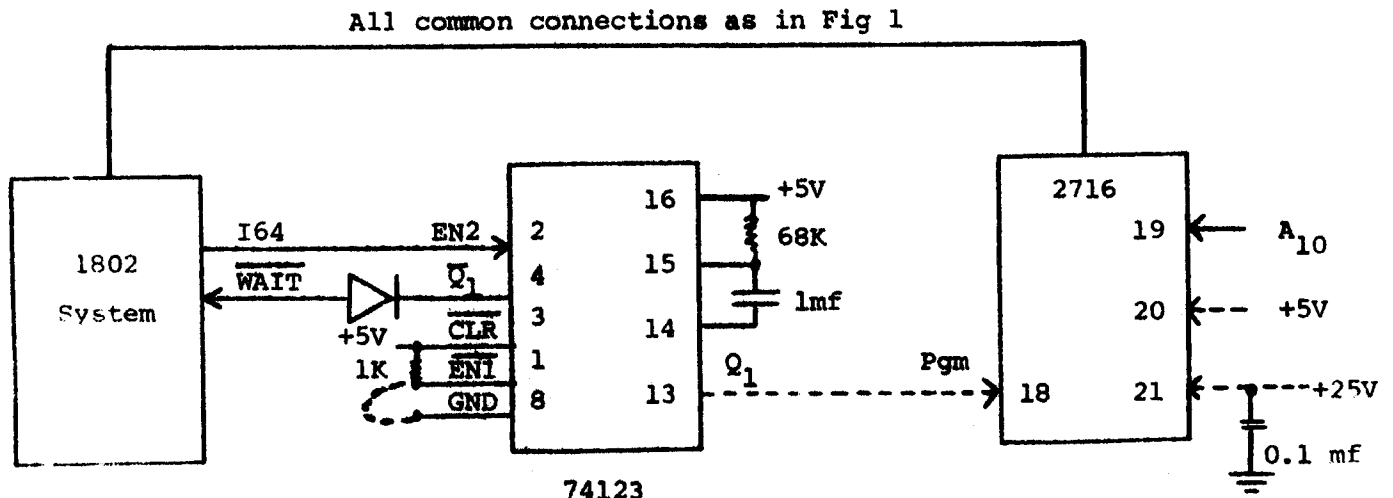 All common connections as in Fig 1
1802
System
I64
EN2
WAIT
Q1
+5V
CLR
1K
EN1
GND
2
4
3
1
8
16
15
14
13
74123
+5V
68K
1mf
Q1
Pgm
2716
18
19
20
21
A10
+5V
+25V
0.1 mf